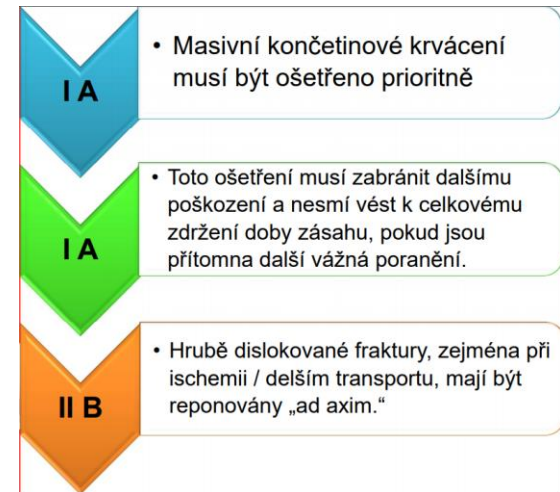 I A
• Masivní končetinové krvácení
musí být ošetřeno prioritně
I A
• Toto ošetření musí zabránit dalšímu
poškození a nesmí vést k celkovému
zdržení doby zásahu, pokud jsou
přítomna další vážná poranění.
II B
• Hrubě dislokované fraktury, zejména při
ischemii / delším transportu, mají být
reponovány „ad axim.“